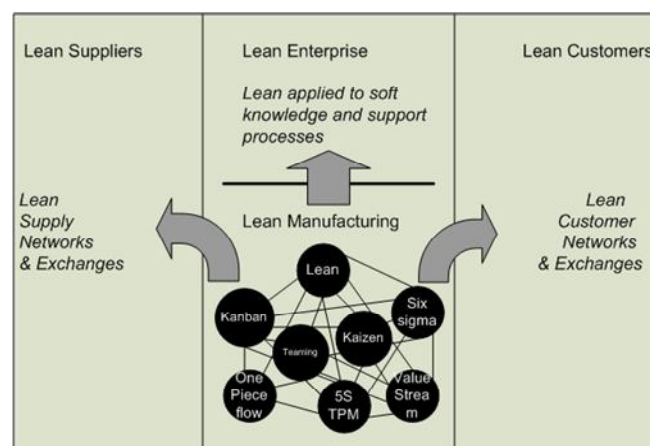 Lean Suppliers
Lean Enterprise
Lean Customers
Lean applied to soft
knowledge and support
processes
Lean
Supply
Networks
& Exchanges
Lean Manufacturing
Lean
Customer
Networks
& Exchanges
Lean
Kanban
Six
sigma
Kaizen
Teaming
One
Piece
flow
5S
TPM
Value
Strea
m